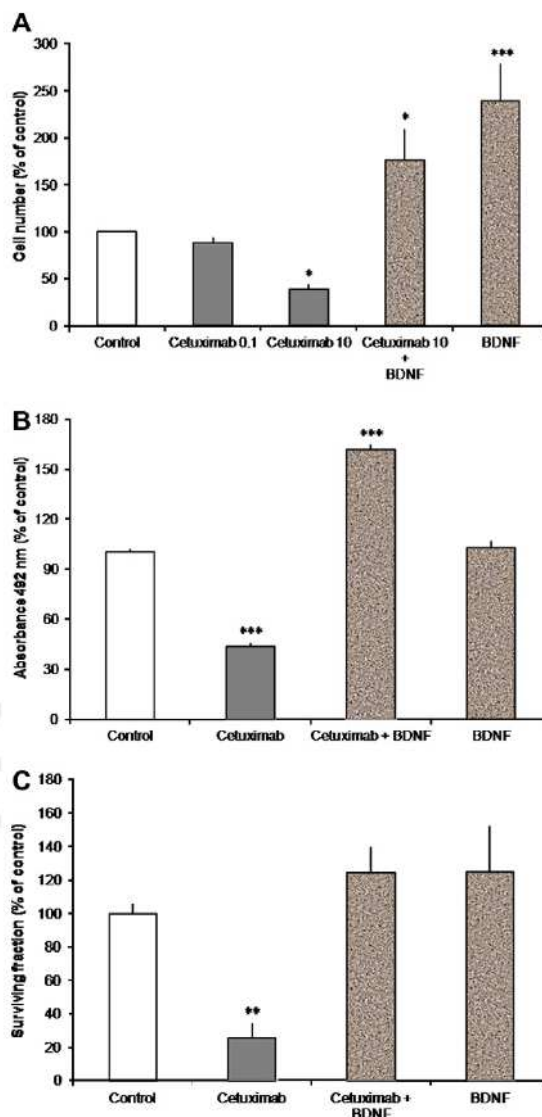 A
Cell number (% of control)
300
250
200
150
100
50
0
*
*
***
Control
Cetuximab 0.1
Cetuximab 10
Cetuximab 10
+
BDNF
BDNF
B
Absorbance 492 nm (% of control)
180
150
120
90
60
30
0
***
***
Control
Cetuximab
Cetuximab + BDNF
BDNF
C
Surviving fraction (% of control)
180
160
140
120
100
80
60
40
20
0
**
Control
Cetuximab
Cetuximab +
BDNF
BDNF